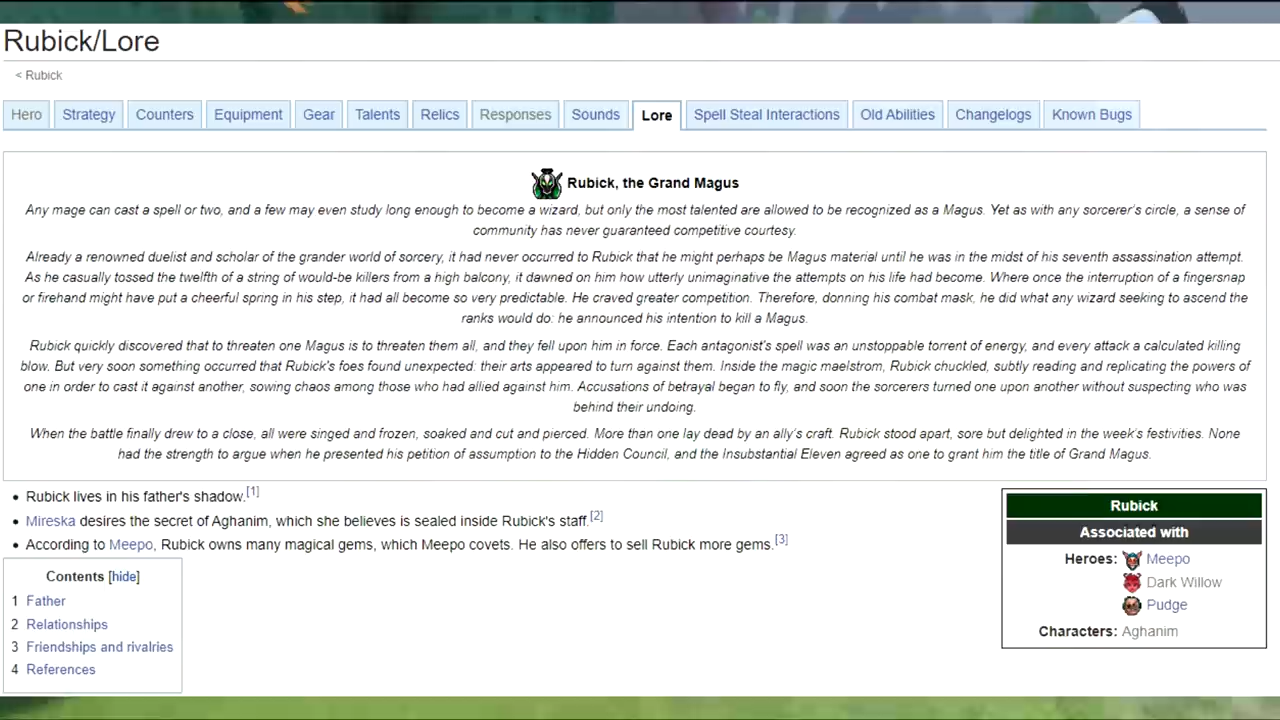 Rubick/Lore
< Rubick
Hero Strategy Counters Equipment Gear Talents Relics Responses Sounds Lore Spell Steal Interactions Old Abilities Changelogs Known Bugs
Rubick, the Grand Magus
Any mage can cast a spell or two, and a few may even study long enough to become a wizard, but only the most talented are allowed to be recognized as a Magus. Yet as with any sorcerer's circle, a sense of
community has never guaranteed competitive courtesy.
Already a renowned duelist and scholar of the grander world of sorcery, it had never occurred to Rubick that he might perhaps be Magus material until he was in the midst of his seventh assassination attempt.
As he casually tossed the twelfth of a string of would-be killers from a high balcony, it dawned on him how utterly unimaginative the attempts on his life had become. Where once the interruption of a fingersnap
or firehand might have put a cheerful spring in his step, it had all become so very predictable. He craved greater competition. Therefore, donning his combat mask, he did what any wizard seeking to ascend the
ranks would do: he announced his intention to kill a Magus.
Rubick quickly discovered that to threaten one Magus is to threaten them all, and they fell upon him in force. Each antagonist's spell was an unstoppable torrent of energy, and every attack a calculated killing
blow. But very soon something occurred that Rubick's foes found unexpected: their arts appeared to turn against them. Inside the magic maelstrom, Rubick chuckled, subtly reading and replicating the powers of
one in order to cast it against another, sowing chaos among those who had allied against him. Accusations of betrayal began to fly, and soon the sorcerers turned one upon another without suspecting who was
behind their undoing.
When the battle finally drew to a close, all were singed and frozen, soaked and cut and pierced. More than one lay dead by an ally's craft. Rubick stood apart, sore but delighted in the week's festivities. None
had the strength to argue when he presented his petition of assumption to the Hidden Council, and the Insubstantial Eleven agreed as one to grant him the title of Grand Magus.
• Rubick lives in his father's shadow.[1]
• Mireska desires the secret of Aghanim, which she believes is sealed inside Rubick's staff.[2]
• According to Meepo, Rubick owns many magical gems, which Meepo covets. He also offers to sell Rubick more gems.[3]
Contents [hide]
1 Father
2 Relationships
3 Friendships and rivalries
4 References
Rubick
Associated with
Heroes: Meepo
Dark Willow
Pudge
Characters: Aghanim